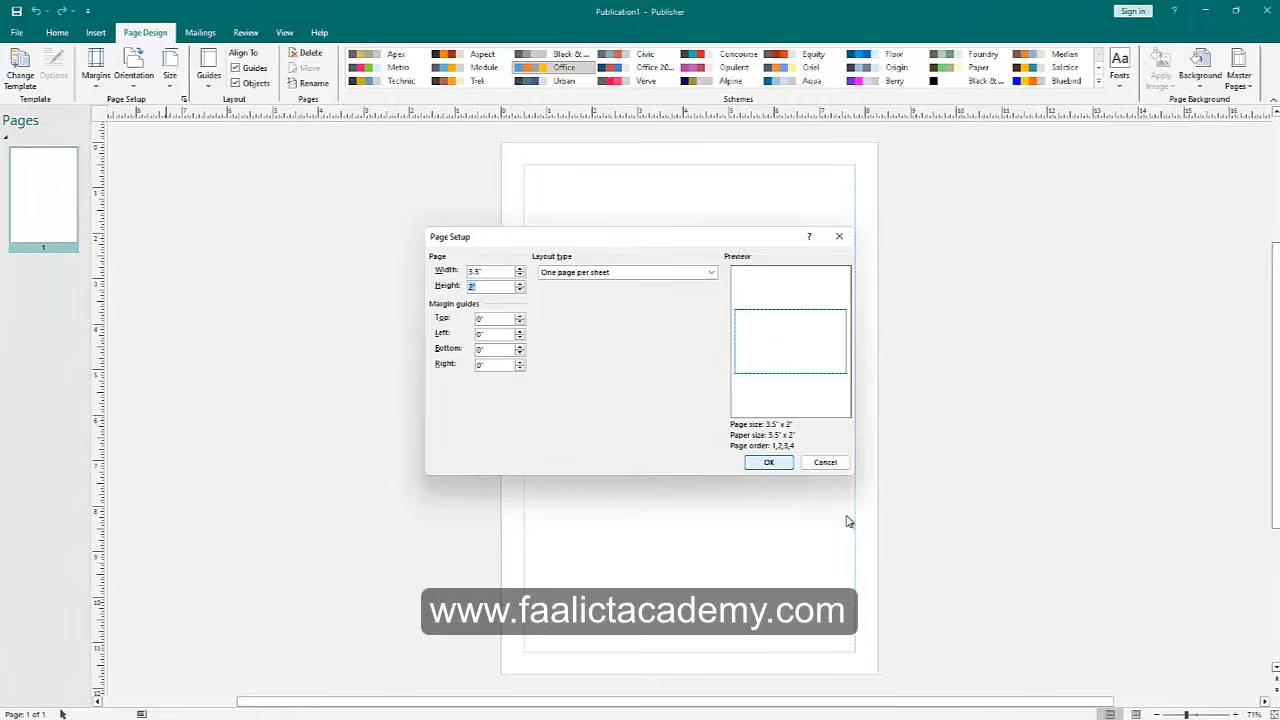 Publication1 - Publisher
Sign in
File Home Insert Page Design Mailings Review View Help
Change Template
Options
Template
Margins
Orientation
Size
Page Setup
Guides
Align To
Guides
Objects
Layout
Delete
Move
Rename
Pages
Apex Aspect Black &... Civic Concourse Equity Flow Foundry Median
Metro Module Office Office 20... Opulent Oriel Origin Paper Solstice
Technic Trek Urban Verve Alpine Aqua Berry Black &... Bluebird
Schemes
Fonts
Apply Image
Background
Master Pages
Page Background
Pages
1
Page Setup
Page
Width: 3.5"
Height: 2"
Margin guides
Top: 0"
Left: 0"
Bottom: 0"
Right: 0"
Layout type
One page per sheet
Preview
Page size: 3.5" x 2"
Paper size: 3.5" x 2"
Page order: 1,2,3,4
OK
Cancel
www.faalictacademy.com
Page: 1 of 1
71%